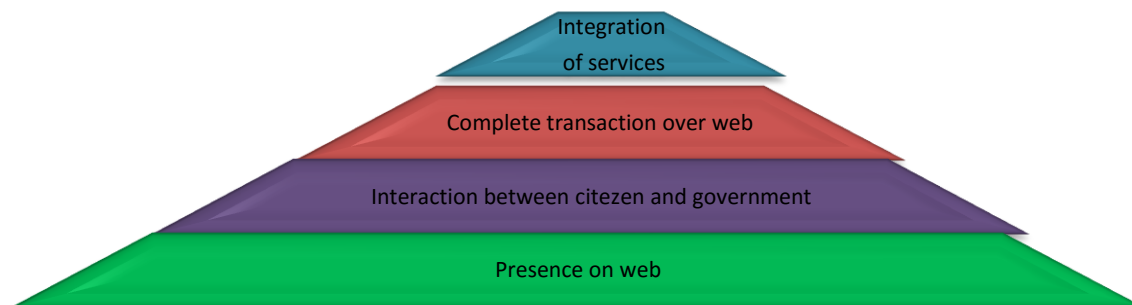 Integration
of services
Complete transaction over web
Interaction between citezen and government
Presence on web